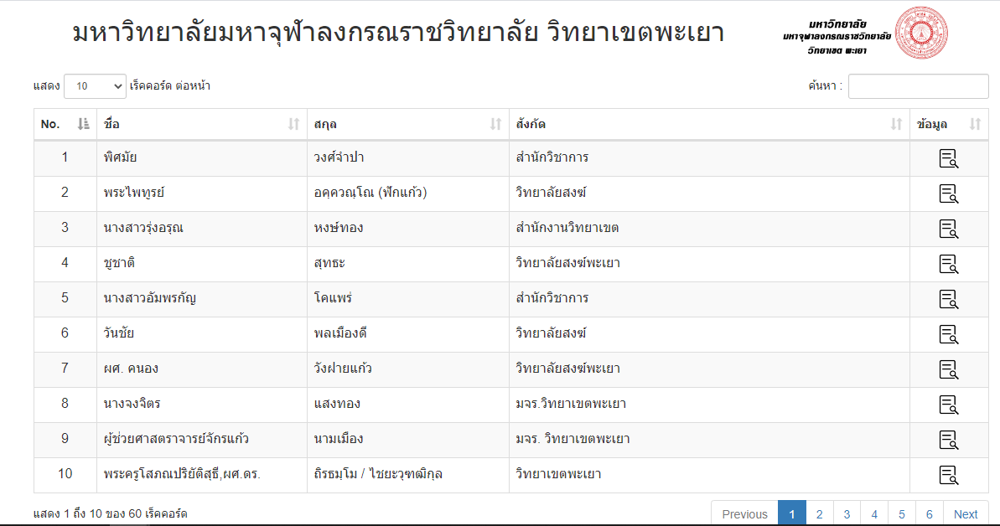 มหาวิทยาลัยมหาจุฬาลงกรณราชวิทยาลัย วิทยาเขตพะเยา
มหาวิทยาลัย
มหาจุฬาลงกรณราชวิทยาลัย
วิทยาเขต พะเยา
แสดง 10 เร็คคอร์ด ต่อหน้า
ค้นหา :
No. ชื่อ สกุล สังกัด ข้อมูล
1 พิศมัย วงศ์จำปา สำนักวิชาการ
2 พระไพฑูรย์ อคฺควณฺโณ (ฟักแก้ว) วิทยาลัยสงฆ์
3 นางสาวรุ่งอรุณ หงษ์ทอง สำนักงานวิทยาเขต
4 ชูชาติ สุทธะ วิทยาลัยสงฆ์พะเยา
5 นางสาวอัมพรกัญ โคแพร่ สำนักวิชาการ
6 วันชัย พลเมืองดี วิทยาลัยสงฆ์
7 ผศ. คนอง วังฝายแก้ว วิทยาลัยสงฆ์พะเยา
8 นางจงจิตร แสงทอง มจร.วิทยาเขตพะเยา
9 ผู้ช่วยศาสตราจารย์จักรแก้ว นามเมือง มจร. วิทยาเขตพะเยา
10 พระครูโสภณปริยัติสุธี,ผศ.ดร. ถิรธมฺโม / ไชยะวุฑฒิกุล วิทยาเขตพะเยา
แสดง 1 ถึง 10 ของ 60 เร็คคอร์ด
Previous 1 2 3 4 5 6 Next